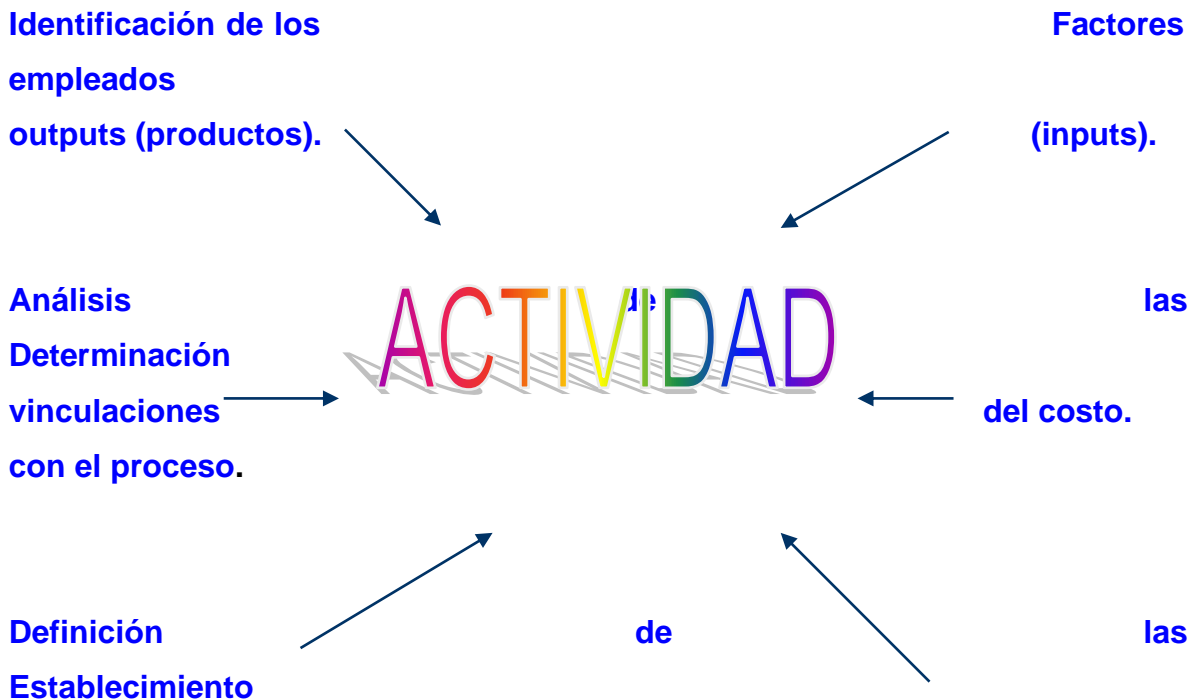 Identificación de los Factores
empleados
outputs (productos). (inputs).
Análisis de las
ACTIVIDAD
Determinación
vinculaciones del costo.
con el proceso.
Definición de las
Establecimiento